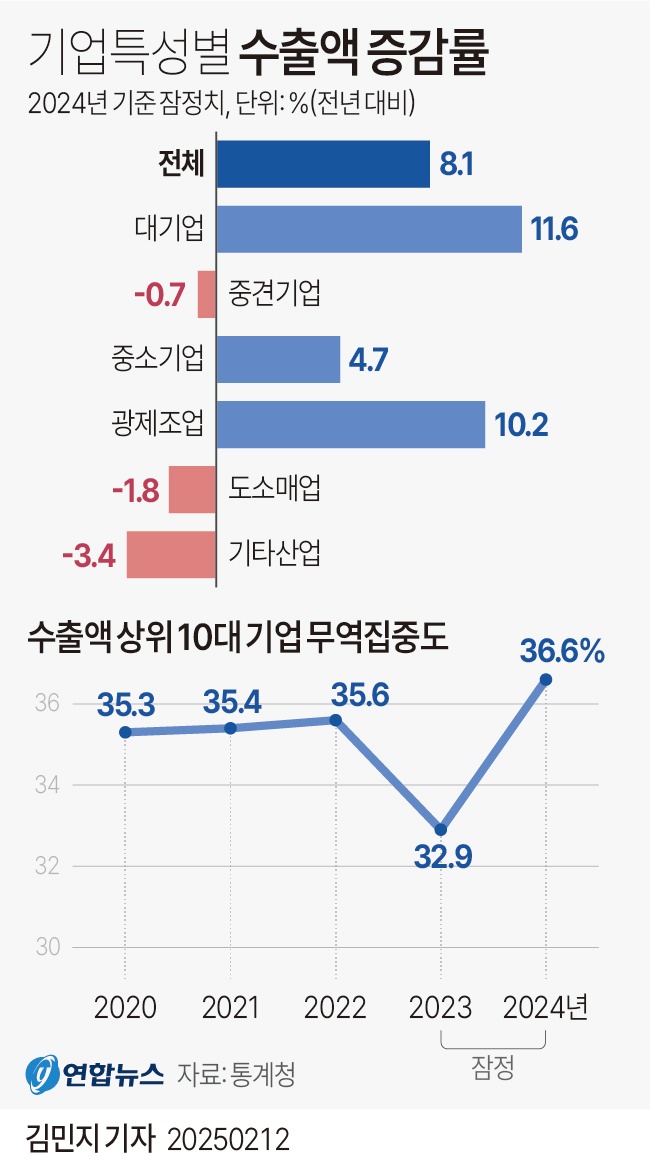 기업특성별 수출액 증감률
2024년 기준 잠정치, 단위: %(전년 대비)
전체 8.1
대기업 11.6
-0.7 중견기업
중소기업 4.7
광제조업 10.2
-1.8 도소매업
-3.4 기타산업
수출액 상위 10대 기업 무역집중도
36.6%
36 35.3 35.4 35.6
34
32.9
32
30
2020 2021 2022 2023 2024년
잠정
연합뉴스 자료: 통계청
김민지 기자 20250212